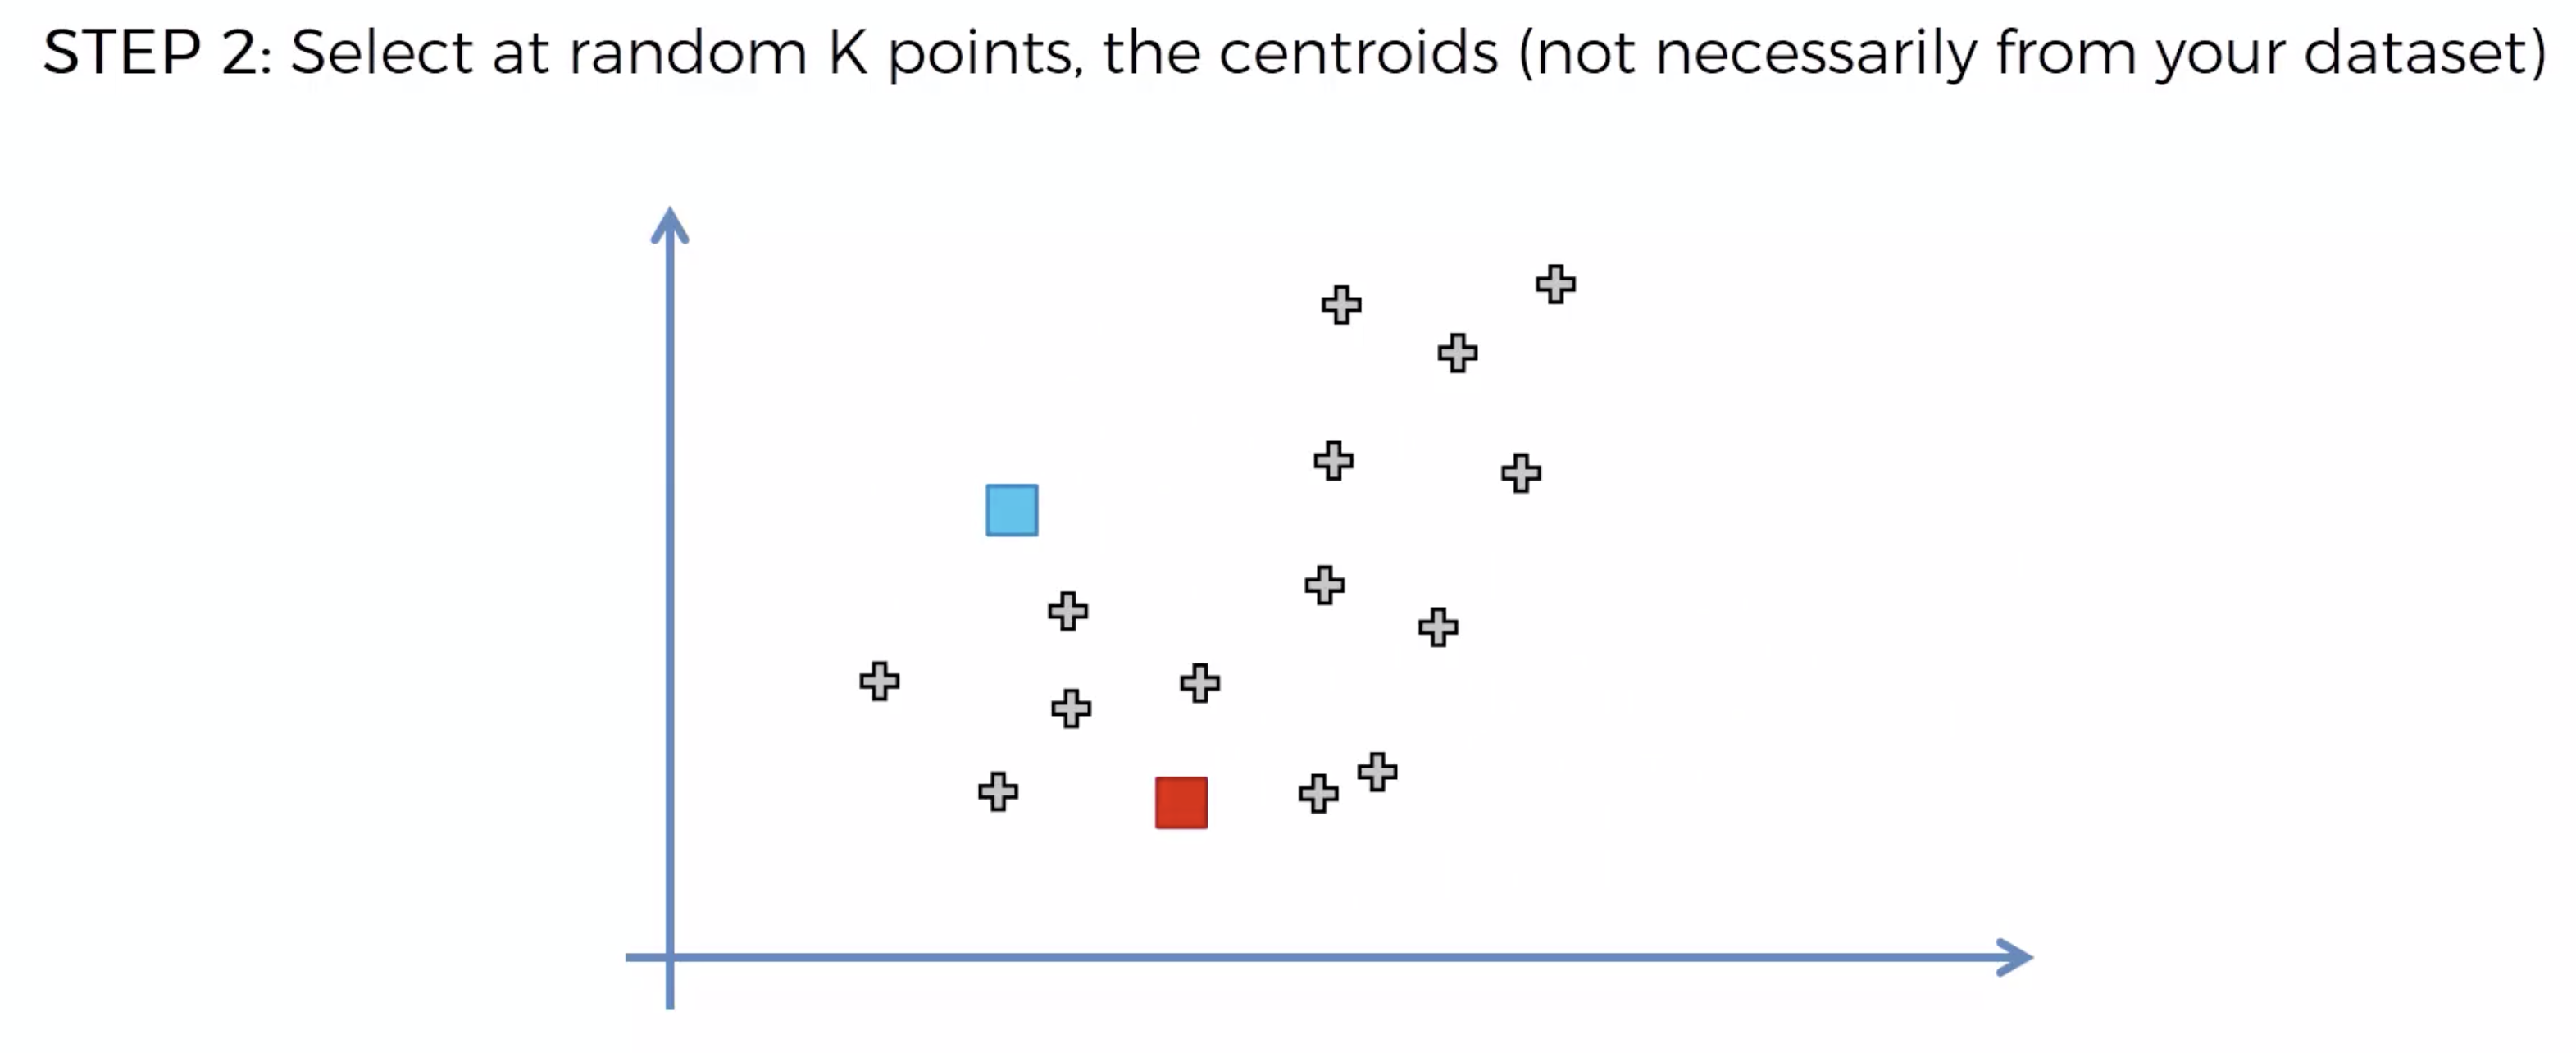 STEP 2: Select at random K points, the centroids (not necessarily from your dataset)